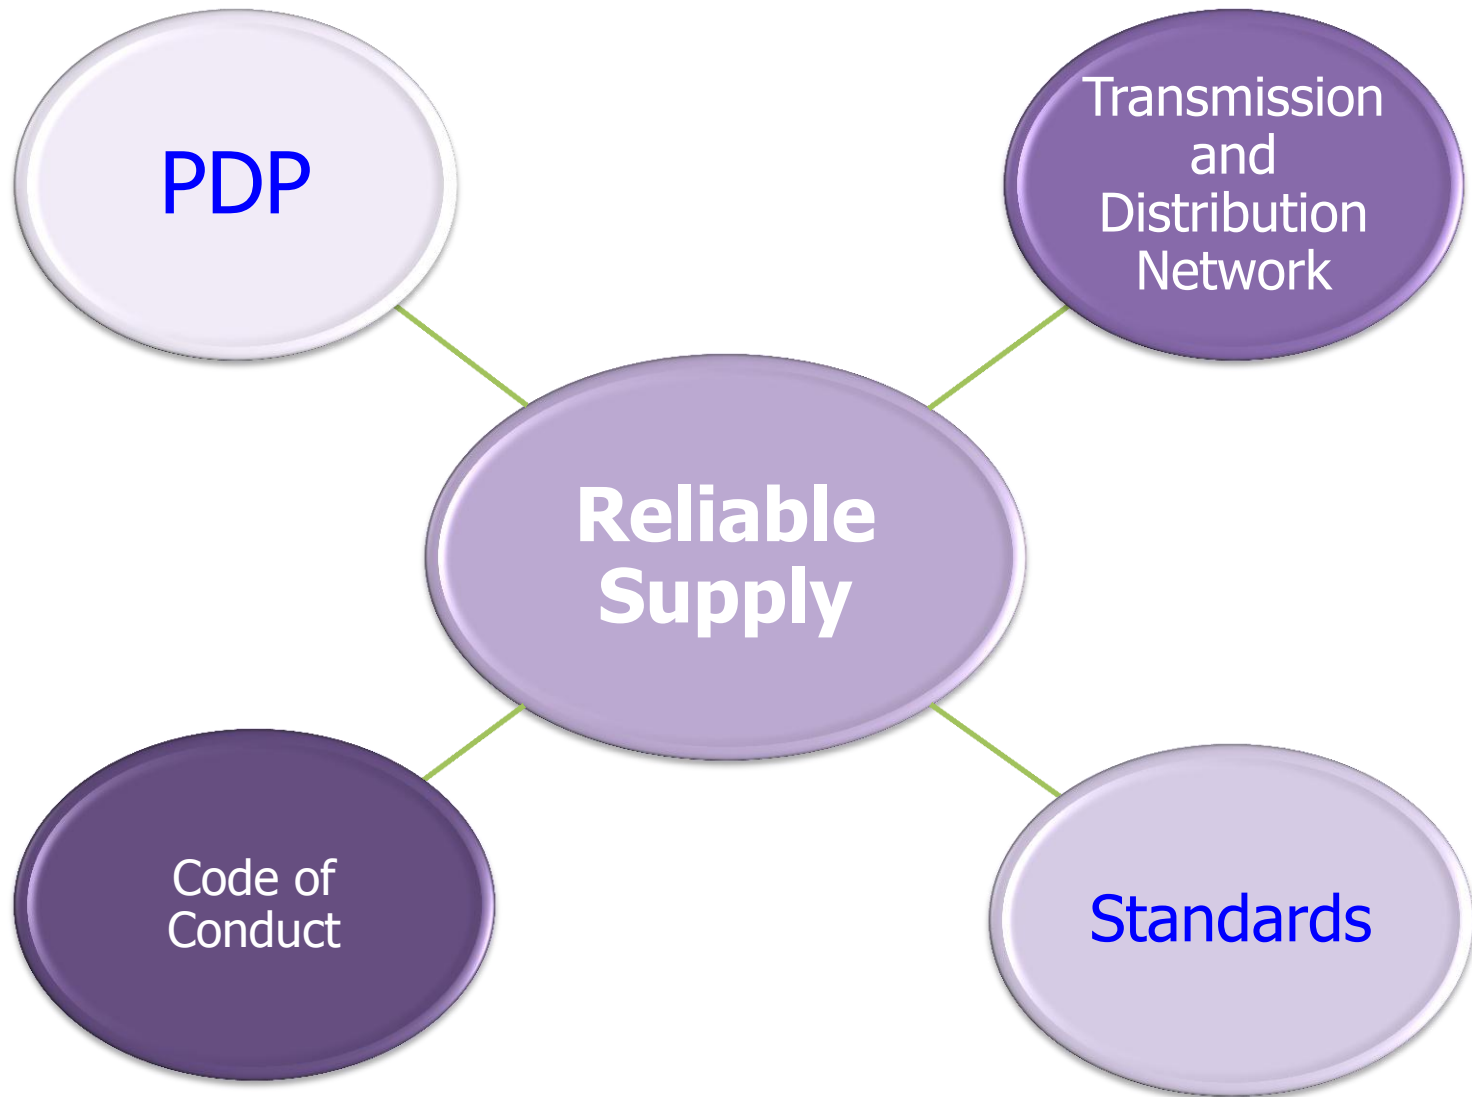 PDP
Transmission
and
Distribution
Network
Reliable
Supply
Code of
Conduct
Standards